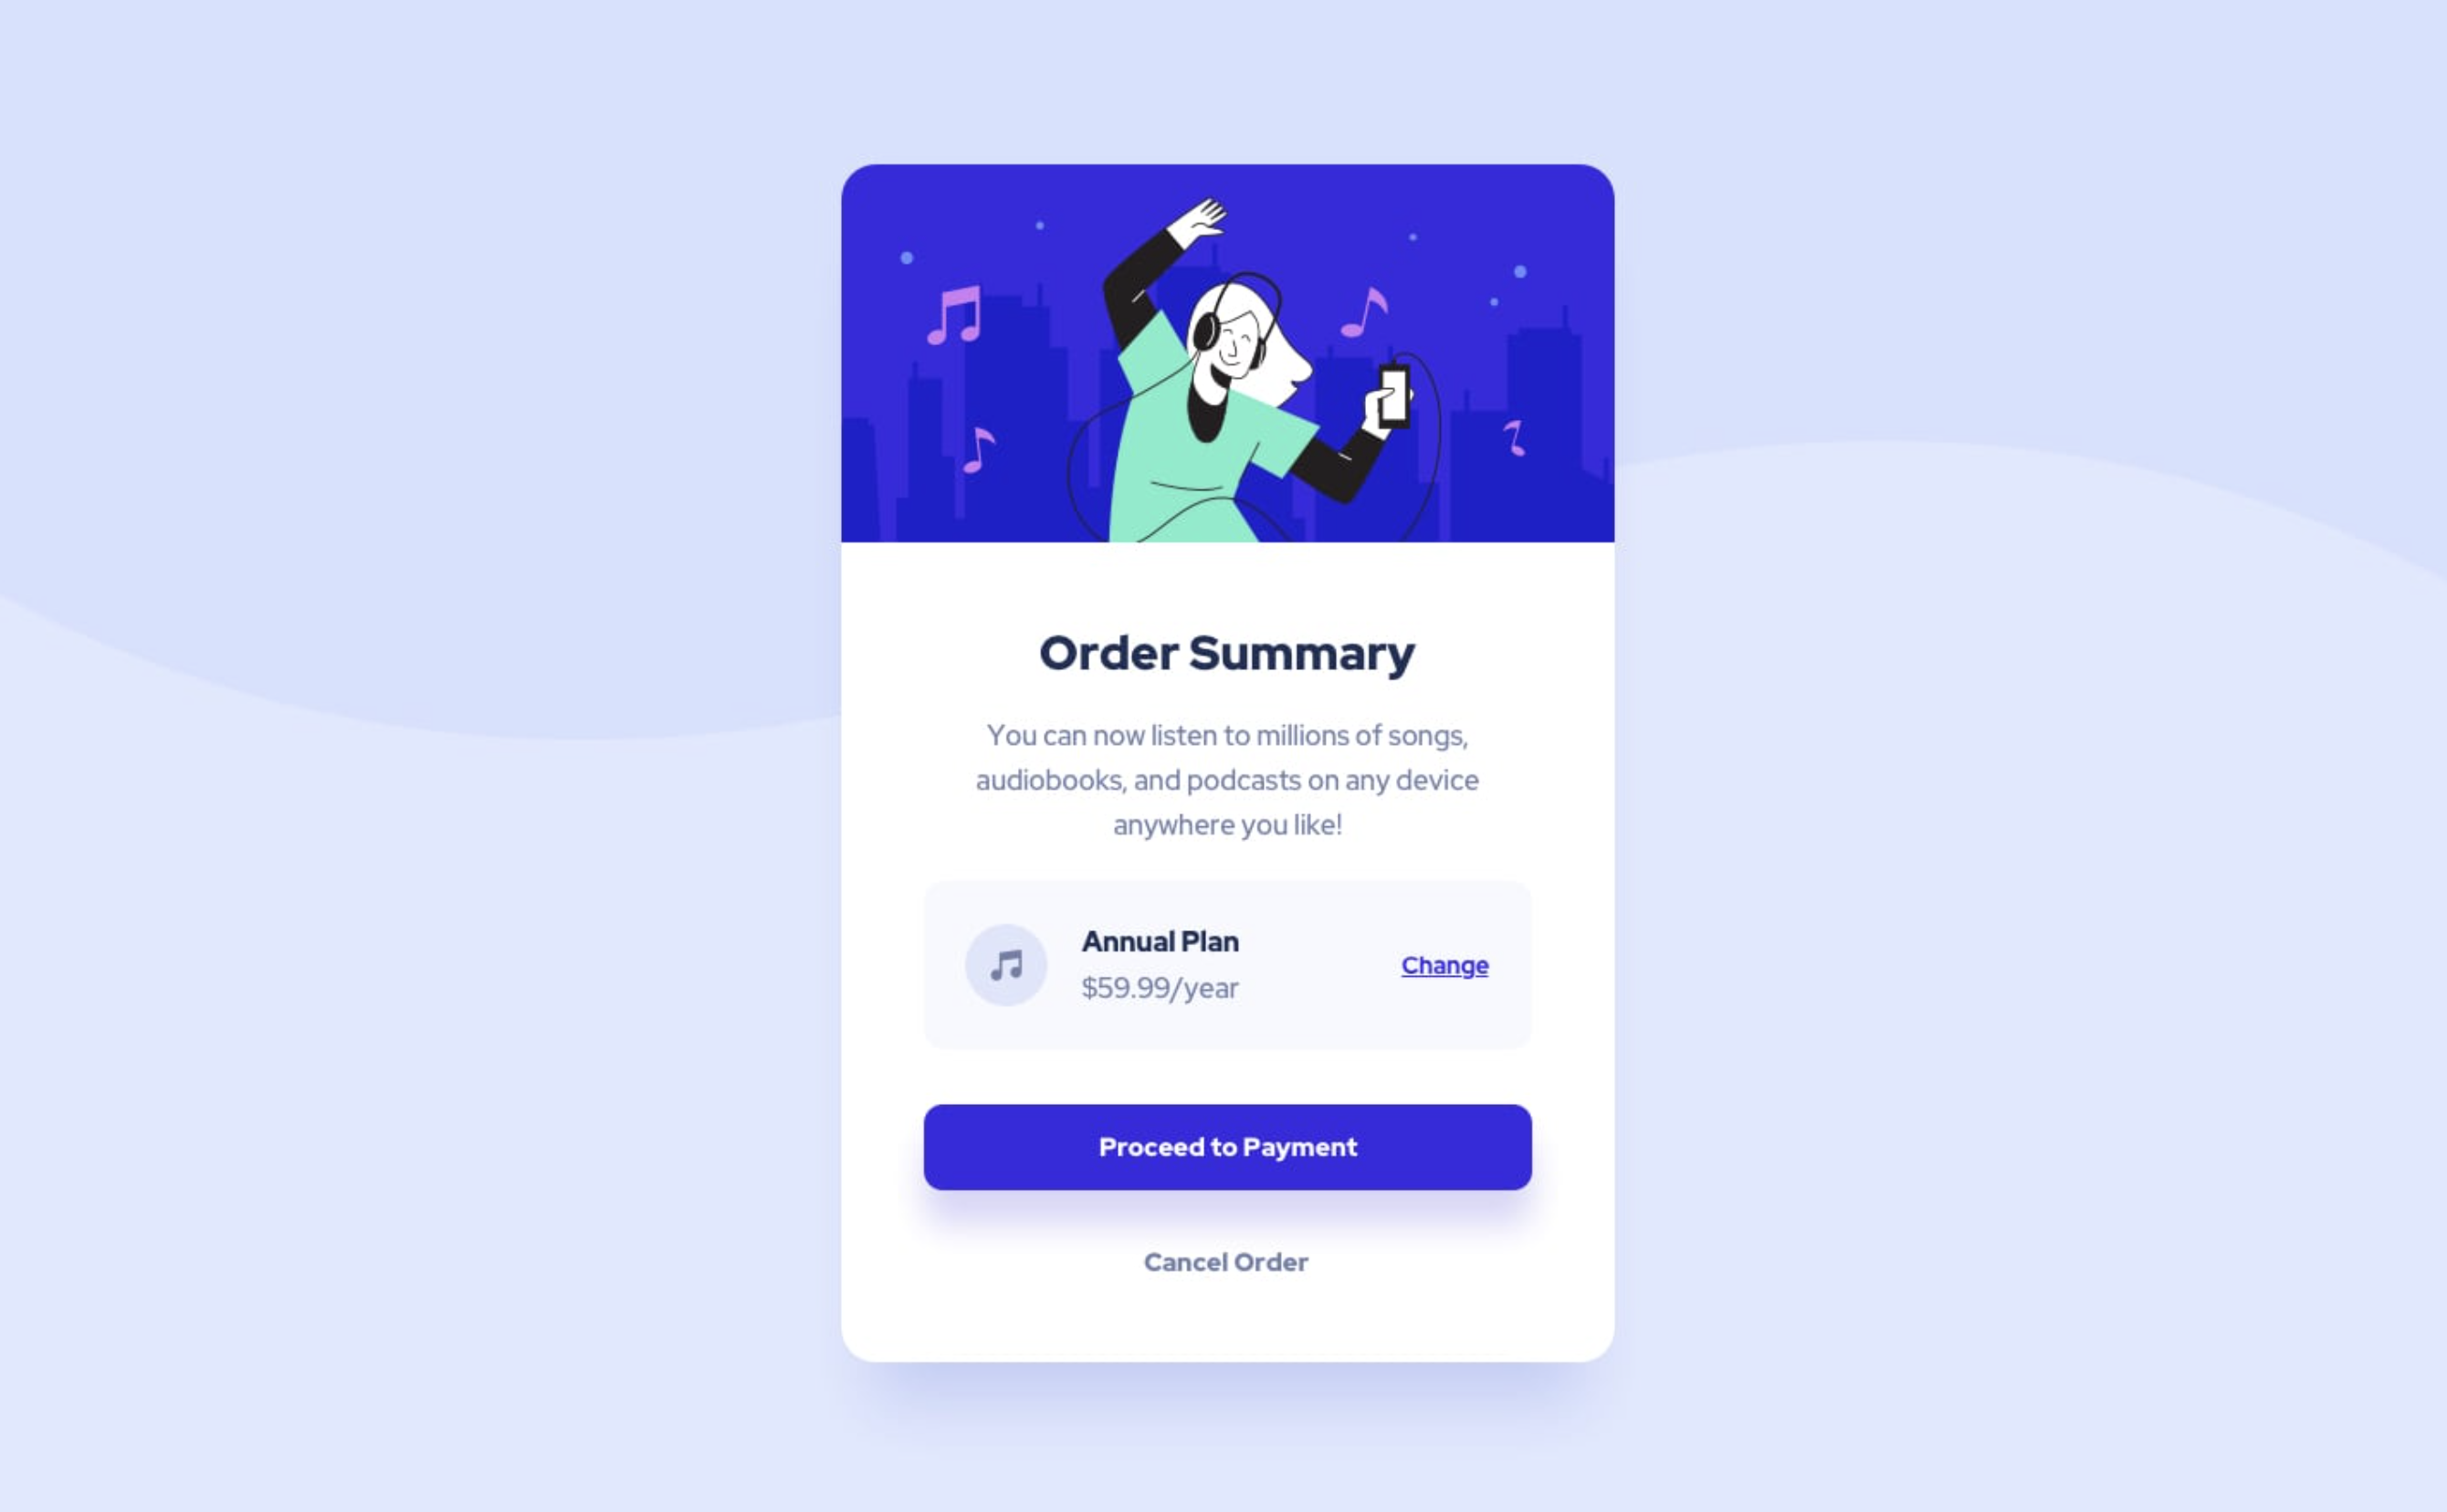 Order Summary
You can now listen to millions of songs,
audiobooks, and podcasts on any device
anywhere you like!
Annual Plan
$59.99/year
Change
Proceed to Payment
Cancel Order